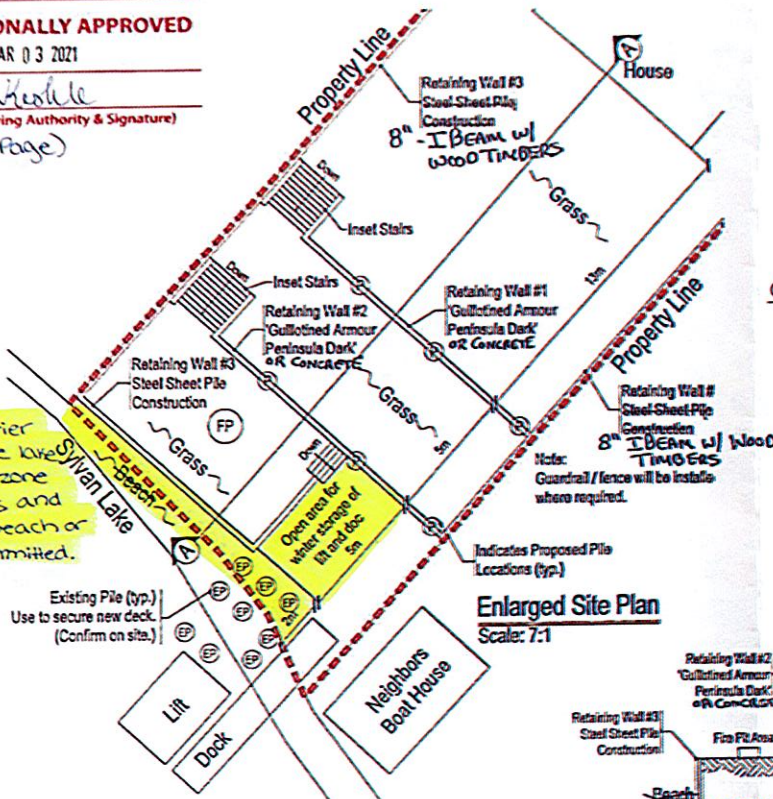 ONALLY APPROVED
AR 03 2021
ing Authority & Signature)
Page)
Property Line
Retaining Wall #3
Steel Sheet Pile
Construction
8" - I BEAM W/
WOOD TIMBERS
A
House
Down
Inset Stairs
Grass
13m
Down
Inset Stairs
Retaining Wall #2
'Guillotined Armour
Peninsula Dark'
OR CONCRETE
Retaining Wall #1
'Guillotined Armour
Peninsula Dark'
OR CONCRETE
Property Line
Retaining Wall #3
Steel Sheet Pile
Construction
FP
Grass
Grass
5m
Retaining Wall #
Steel Sheet Pile
Construction
8" I BEAM W/ WOOD
TIMBERS
Note:
Guardrail / fence will be installe
where required.
ier
e lake
zone
s and
each or
mitted.
Sylvan Lake
Beach
Down
Open area for
winter storage of
lift and doc
5m
A
Indicates Proposed Pile
Locations (typ.)
Existing Pile (typ.)
Use to secure new deck.
(Confirm on site.)
EP
EP
EP
EP
EP
EP
EP
EP
EP
2m
Enlarged Site Plan
Scale: 7:1
Lift
Dock
Neighbors
Boat House
Retaining Wall #2
'Guillotined Armour
Peninsula Dark'
OR CONCRETE
Retaining Wall #3
Steel Sheet Pile
Construction
Fire Pit Area
Beach